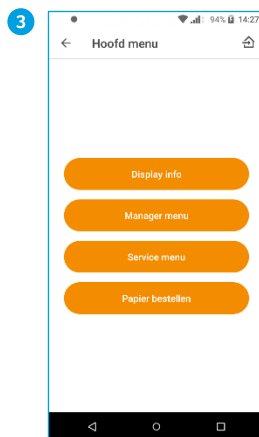 3
94% 14:27
Hoofd menu
Display info
Manager menu
Service menu
Papier bestellen